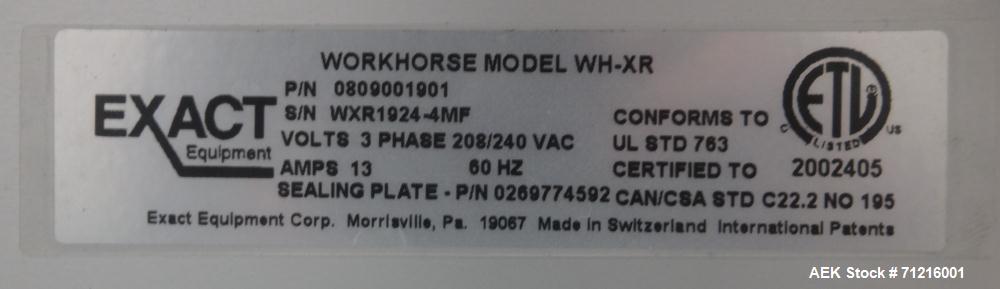 WORKHORSE MODEL WH-XR
P/N 0809001901
S/N WXR1924-4MF
EXACT
Equipment
VOLTS 3 PHASE 208/240 VAC
AMPS 13 60 HZ
SEALING PLATE - P/N 0269774592
CONFORMS TO
UL STD 763
CERTIFIED TO
CAN/CSA STD C22.2 NO 195
ETL
C US
LISTED
2002405
Exact Equipment Corp. Morrisville, Pa. 19067 Made in Switzerland International Patents
AEK Stock # 71216001